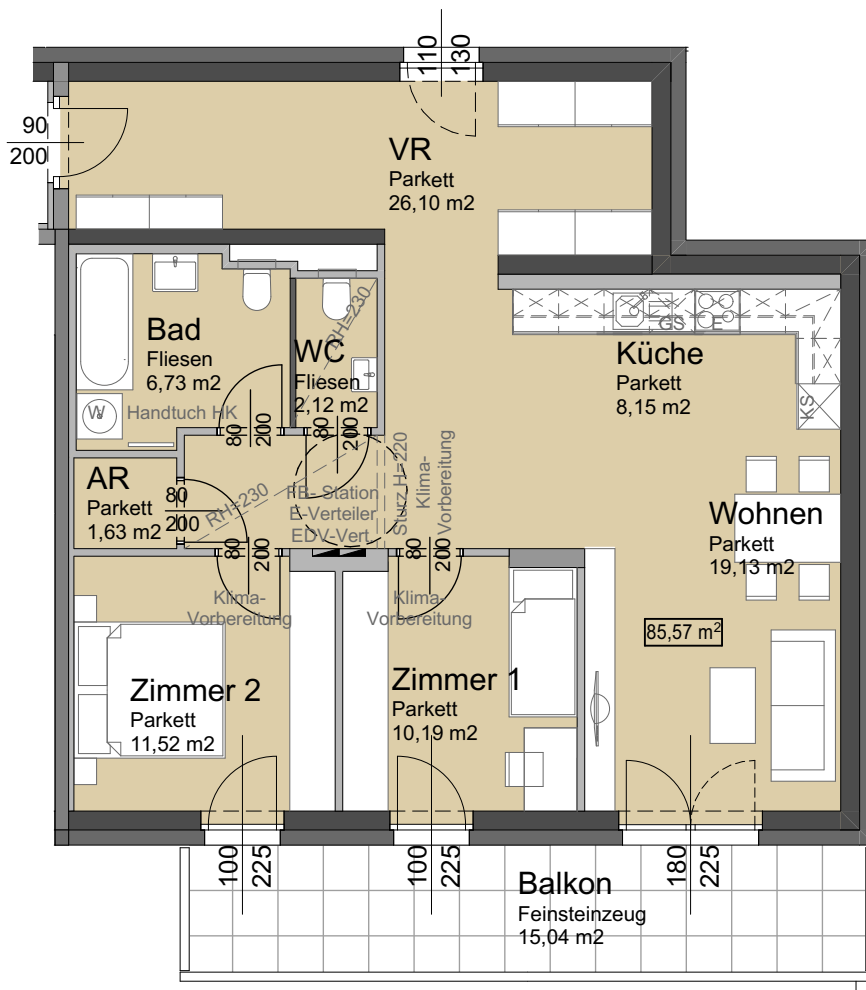 110
130
90
200
VR
Parkett
26,10 m2
Bad
Fliesen
6,73 m2
W
Handtuch HK
WC
Fliesen
2,12 m2
RH=230
80
200
80
200
GS
E
Küche
Parkett
8,15 m2
KS
AR
Parkett
1,63 m2
80
200
RH=230
FB- Station
E-Verteiler
EDV-Vert.
Sturz H=220
Klima-
Vorbereitung
Wohnen
Parkett
19,13 m2
80
200
80
200
Klima-
Vorbereitung
Klima-
Vorbereitung
85,57 m²
Zimmer 2
Parkett
11,52 m2
Zimmer 1
Parkett
10,19 m2
100
225
100
225
180
225
Balkon
Feinsteinzeug
15,04 m2